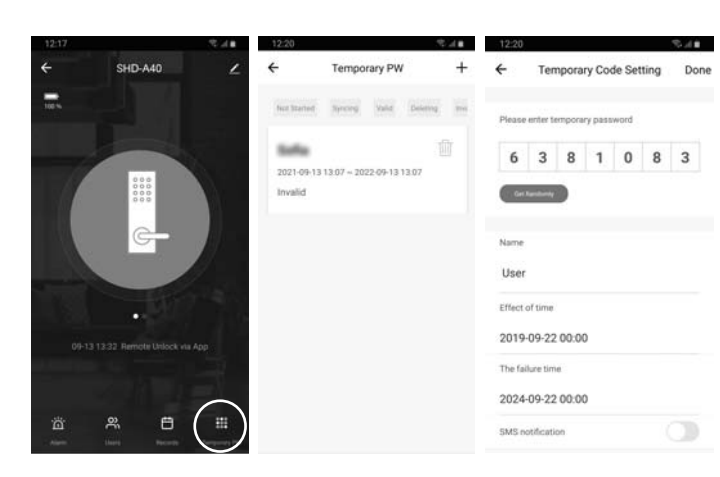 12:17
SHD-A40
100 %
09-13 13:32 Remote Unlock via App
Alarm
Users
Records
Temporary
12:20
Temporary PW
Not Started
Syncing
Valid
Deleting
2021-09-13 13:07 ~ 2022-09-13 13:07
Invalid
12:20
Temporary Code Setting Done
Please enter temporary password
6 3 8 1 0 8 3
Get Randomly
Name
User
Effect of time
2019-09-22 00:00
The failure time
2024-09-22 00:00
SMS notification